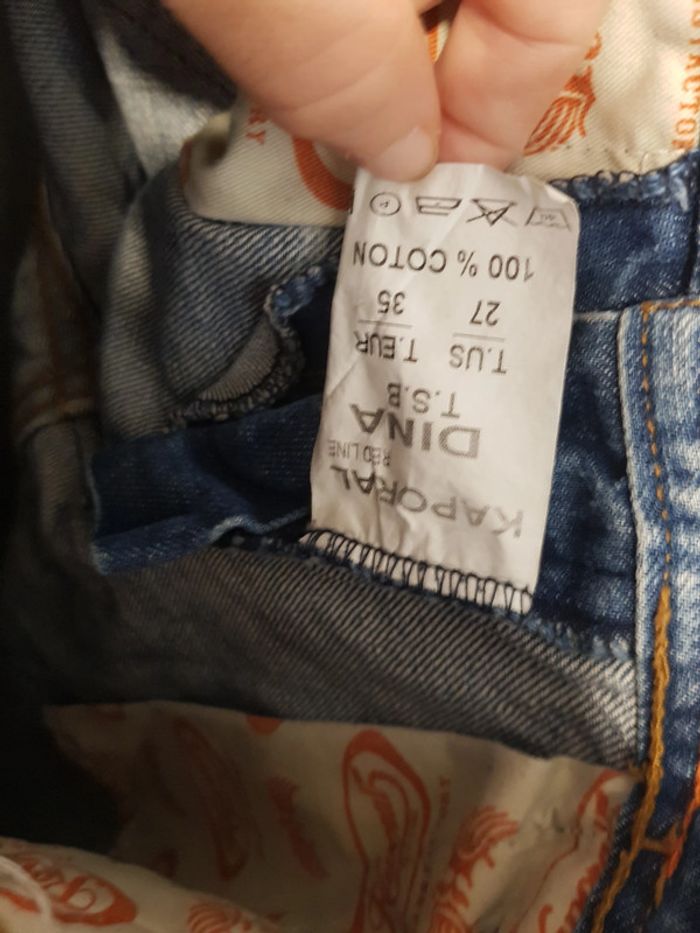 KAPORAL
RED LINE
DINA
T.S.B
T.US T.EUR
27 35
100 % COTON